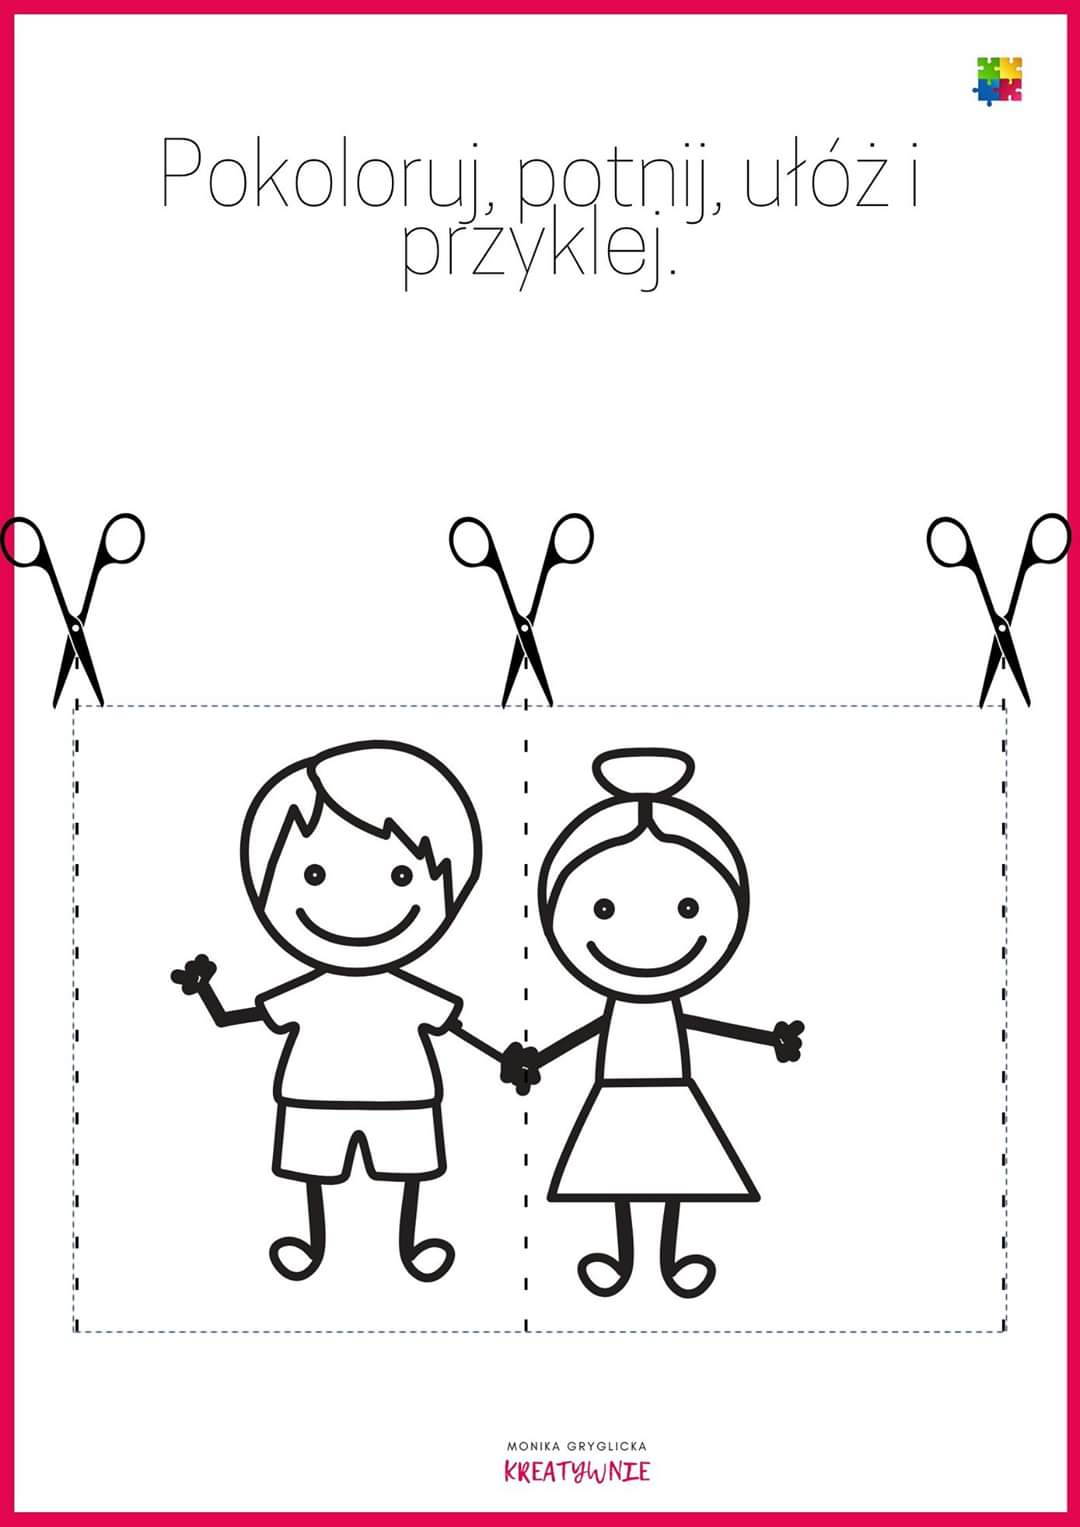 Pokoloruj, potnij, ułóż i
przyklej.
MONIKA GRYGLICKA
KREATYWNIE